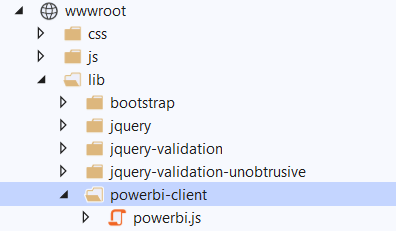 wwwroot
css
js
lib
bootstrap
jquery
jquery-validation
jquery-validation-unobtrusive
powerbi-client
powerbi.js